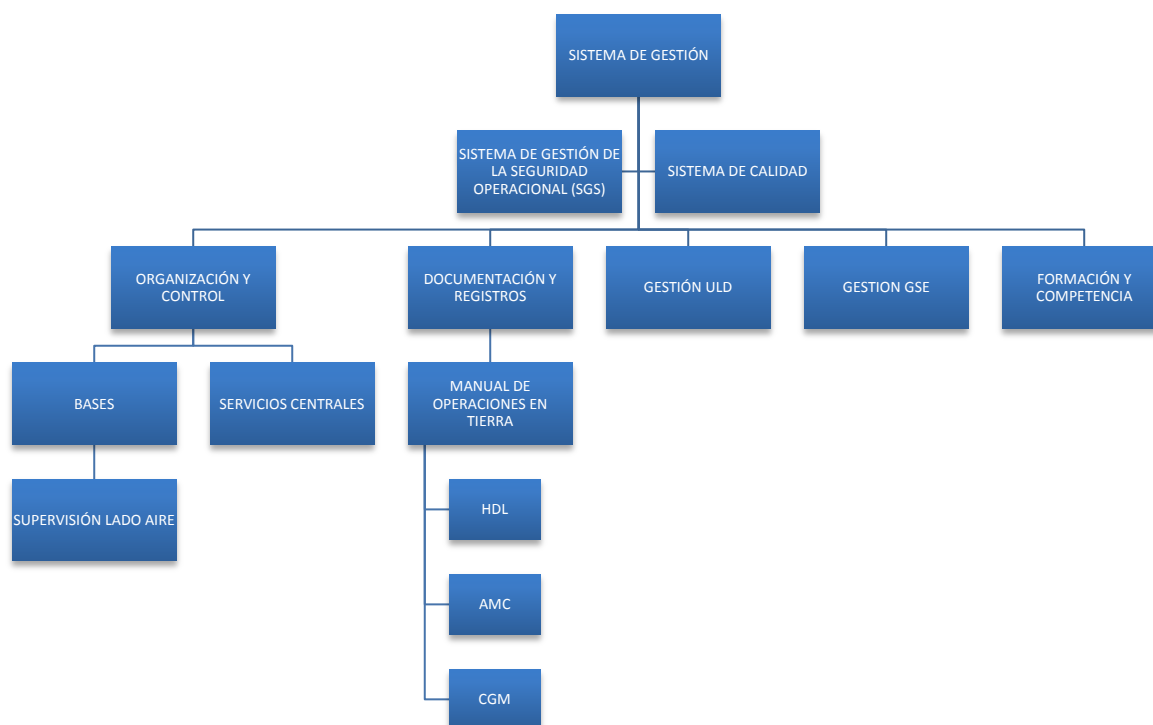 SISTEMA DE GESTIÓN
SISTEMA DE GESTIÓN DE
LA SEGURIDAD
OPERACIONAL (SGS)
SISTEMA DE CALIDAD
ORGANIZACIÓN Y
CONTROL
DOCUMENTACIÓN Y
REGISTROS
GESTIÓN ULD
GESTION GSE
FORMACIÓN Y
COMPETENCIA
BASES
SERVICIOS CENTRALES
MANUAL DE
OPERACIONES EN
TIERRA
SUPERVISIÓN LADO AIRE
HDL
AMC
CGM